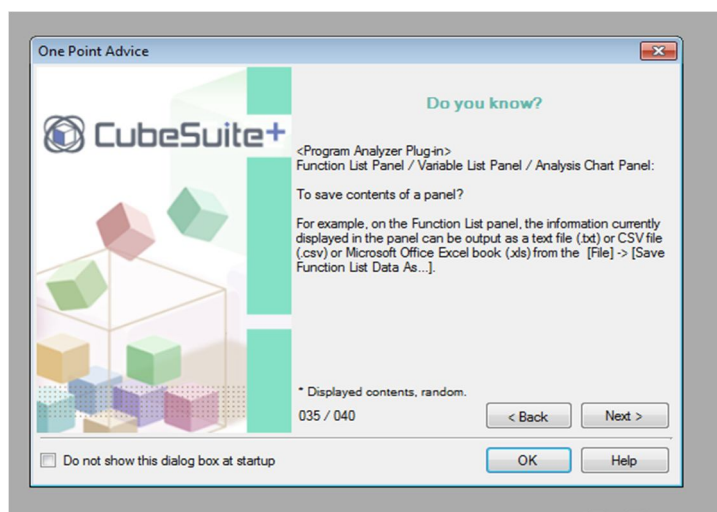 One Point Advice
CubeSuite+
Do you know?
<Program Analyzer Plug-in>
Function List Panel / Variable List Panel / Analysis Chart Panel:
To save contents of a panel?
For example, on the Function List panel, the information currently
displayed in the panel can be output as a text file (.txt) or CSV file
(.csv) or Microsoft Office Excel book (.xls) from the [File] -> [Save
Function List Data As...].
* Displayed contents, random.
035 / 040
< Back
Next >
Do not show this dialog box at startup
OK
Help